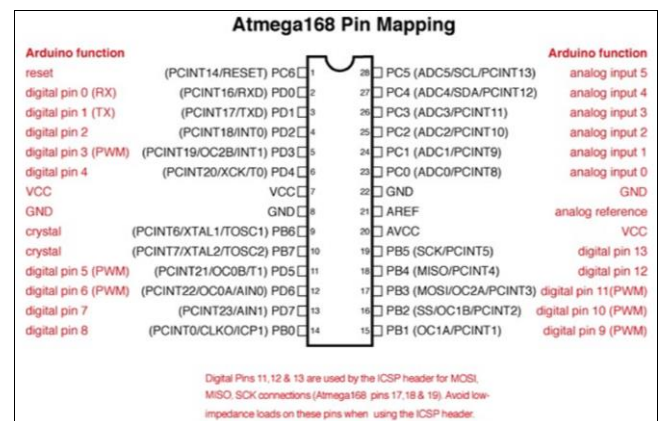 Atmega168 Pin Mapping
Arduino function Arduino function
reset (PCINT14/RESET) PC6 1 28 PC5 (ADC5/SCL/PCINT13) analog input 5
digital pin 0 (RX) (PCINT16/RXD) PD0 2 27 PC4 (ADC4/SDA/PCINT12) analog input 4
digital pin 1 (TX) (PCINT17/TXD) PD1 3 26 PC3 (ADC3/PCINT11) analog input 3
digital pin 2 (PCINT18/INT0) PD2 4 25 PC2 (ADC2/PCINT10) analog input 2
digital pin 3 (PWM) (PCINT19/OC2B/INT1) PD3 5 24 PC1 (ADC1/PCINT9) analog input 1
digital pin 4 (PCINT20/XCK/T0) PD4 6 23 PC0 (ADC0/PCINT8) analog input 0
VCC VCC 7 22 GND GND
GND GND 8 21 AREF analog reference
crystal (PCINT6/XTAL1/TOSC1) PB6 9 20 AVCC VCC
crystal (PCINT7/XTAL2/TOSC2) PB7 10 19 PB5 (SCK/PCINT5) digital pin 13
digital pin 5 (PWM) (PCINT21/OC0B/T1) PD5 11 18 PB4 (MISO/PCINT4) digital pin 12
digital pin 6 (PWM) (PCINT22/OC0A/AIN0) PD6 12 17 PB3 (MOSI/OC2A/PCINT3) digital pin 11(PWM)
digital pin 7 (PCINT23/AIN1) PD7 13 16 PB2 (SS/OC1B/PCINT2) digital pin 10 (PWM)
digital pin 8 (PCINT0/CLKO/ICP1) PB0 14 15 PB1 (OC1A/PCINT1) digital pin 9 (PWM)
Digital Pins 11,12 & 13 are used by the ICSP header for MOSI,
MISO, SCK connections (Atmega168 pins 17,18 & 19). Avoid low-
impedance loads on these pins when using the ICSP header.